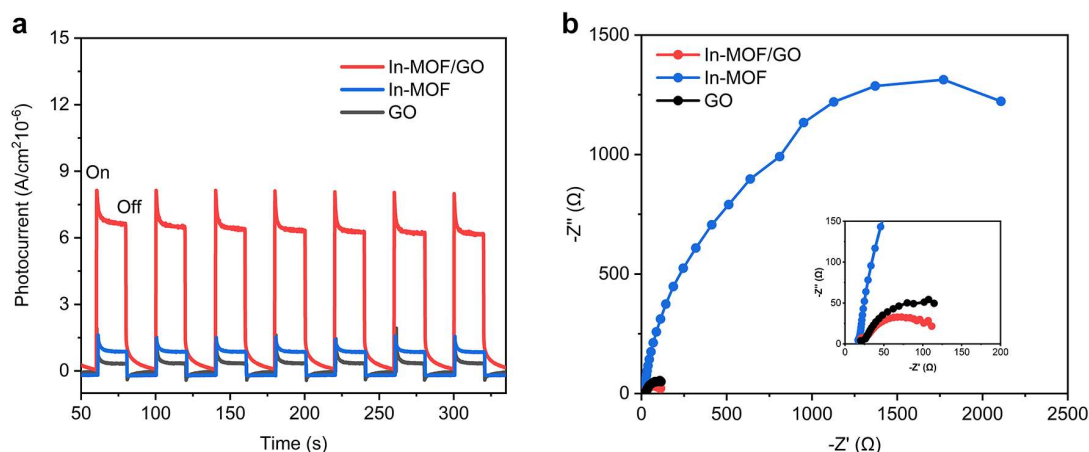 a
15
12
9
6
3
0
Photocurrent (A/cm²10⁻⁶)
In-MOF/GO
In-MOF
GO
On
Off
50
100
150
200
250
300
Time (s)
b
1500
1000
500
0
-Z'' (Ω)
In-MOF/GO
In-MOF
GO
150
100
50
0
-Z'' (Ω)
0
50
100
150
200
-Z' (Ω)
0
500
1000
1500
2000
-Z' (Ω)